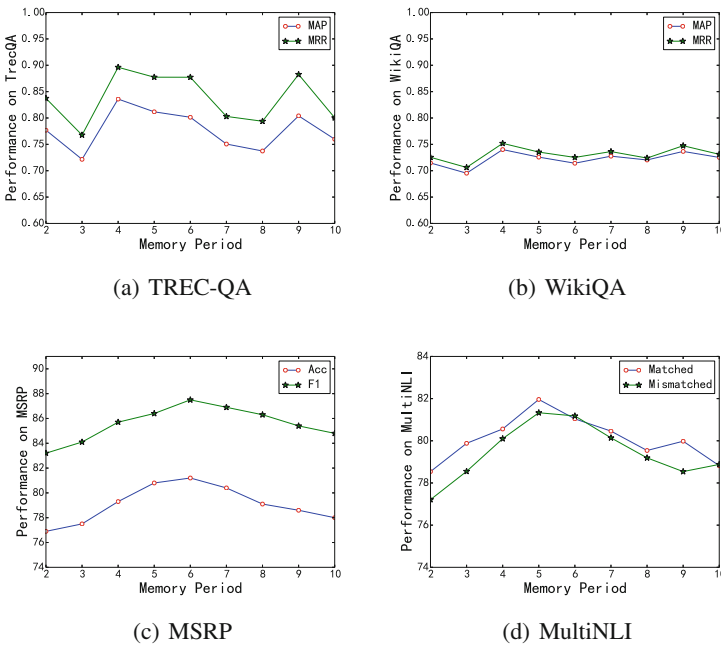 1.00
0.95
0.90
0.85
0.80
0.75
0.70
0.65
0.60
Performance on TrecQA
2 3 4 5 6 7 8 9 10
Memory Period
MAP
MRR
(a) TREC-QA
1.00
0.95
0.90
0.85
0.80
0.75
0.70
0.65
0.60
Performance on WikiQA
2 3 4 5 6 7 8 9 10
Memory Period
MAP
MRR
(b) WikiQA
90
88
86
84
82
80
78
76
74
Performance on MSRP
2 3 4 5 6 7 8 9 10
Memory Period
Acc
F1
(c) MSRP
84
82
80
78
76
74
Performance on MultiNLI
2 3 4 5 6 7 8 9 10
Memory Period
Matched
Mismatched
(d) MultiNLI